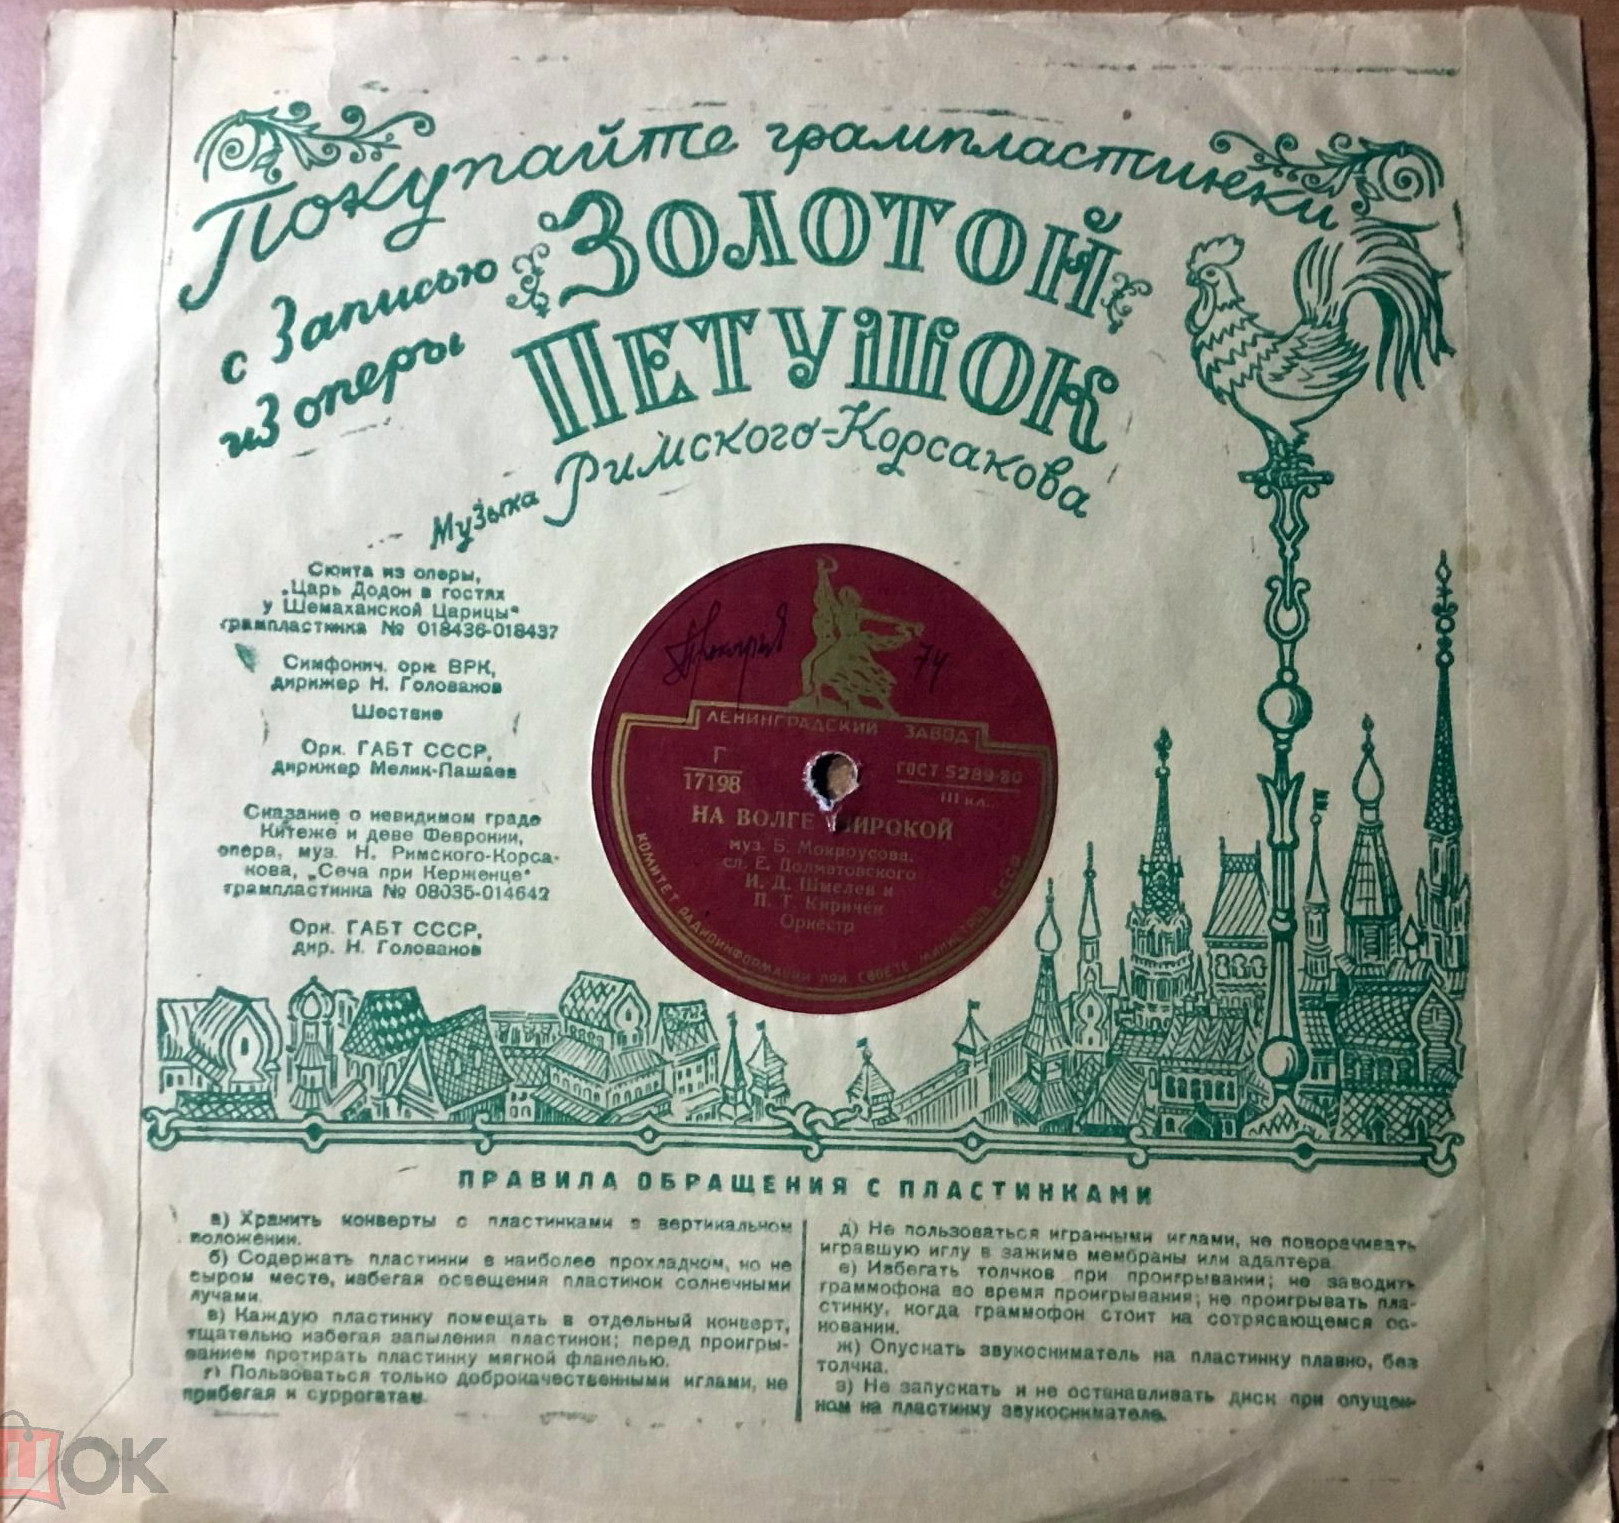 Покупайте грампластинки
с Записью
из оперы
ЗОЛОТОЙ
ПЕТУШОК
Музыка Римского-Корсакова
Сюита из оперы,
„Царь Додон в гостях
у Шемаханской Царицы“
грампластинка № 018436-018437
Симфонич. орк ВРК,
дирижер Н. Голованов
Шествие
Орк. ГАБТ СССР,
дирижер Мелик-Пашаев
Сказание о невидимом граде
Китеже и деве Февронии,
опера, муз. Н. Римского-Корса-
кова, „Сеча при Керженце“
грампластинка № 08035-014642
Орк. ГАБТ СССР,
дир. Н. Голованов
74
ЛЕНИНГРАДСКИЙ ЗАВОД
Г
17198
ГОСТ 5289-80
III кл.
НА ВОЛГЕ ШИРОКОЙ
муз. Б. Мокроусова,
сл. Е. Долматовского
И. Д. Шмелев и
П. Т. Киричек
Оркестр
КОМИТЕТ РАДИОИНФОРМАЦИИ ПРИ СОВЕТЕ МИНИСТРОВ СССР
ПРАВИЛА ОБРАЩЕНИЯ С ПЛАСТИНКАМИ
а) Хранить конверты с пластинками в вертикальном
положении.
б) Содержать пластинки в наиболее прохладном, но не
сыром месте, избегая освещения пластинок солнечными
лучами.
в) Каждую пластинку помещать в отдельный конверт,
тщательно избегая запыления пластинок; перед проигры-
ванием протирать пластинку мягкой фланелью.
г) Пользоваться только доброкачественными иглами, не
прибегая к суррогатам.
д) Не пользоваться игранными иглами, не поворачивать
игравшую иглу в зажиме мембраны или адаптера.
е) Избегать толчков при проигрывании; не заводить
граммофона во время проигрывания; не проигрывать пла-
стинку, когда граммофон стоит на сотрясающемся ос-
новании.
ж) Опускать звукосниматель на пластинку плавно, без
толчка.
з) Не запускать и не останавливать диск при опущен-
ном на пластинку звукоснимателе.
ОК